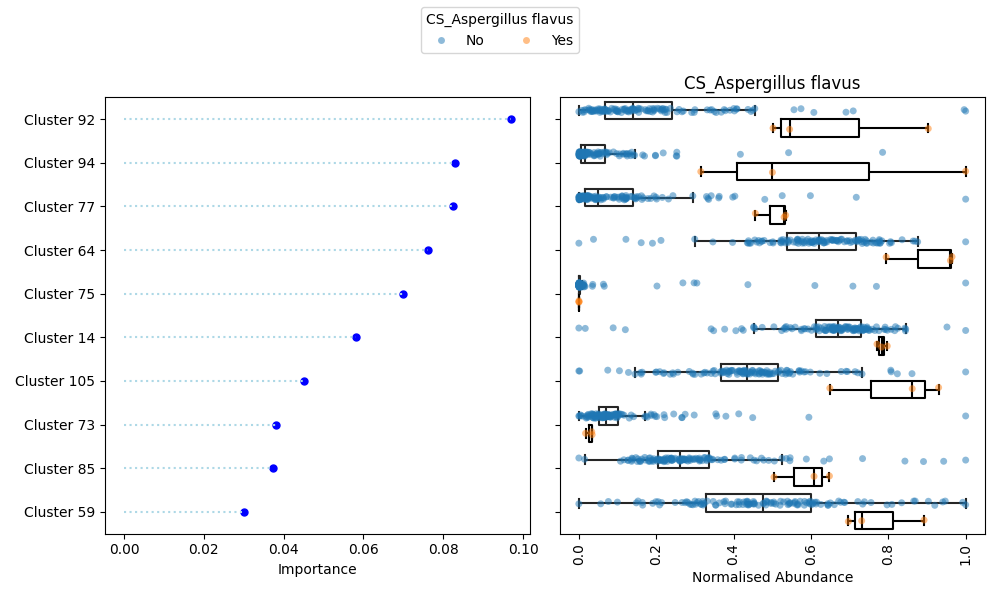 CS_Aspergillus flavus
No Yes
CS_Aspergillus flavus
Cluster 92
Cluster 94
Cluster 77
Cluster 64
Cluster 75
Cluster 14
Cluster 105
Cluster 73
Cluster 85
Cluster 59
0.00 0.02 0.04 0.06 0.08 0.10
Importance
0.0 0.2 0.4 0.6 0.8 1.0
Normalised Abundance